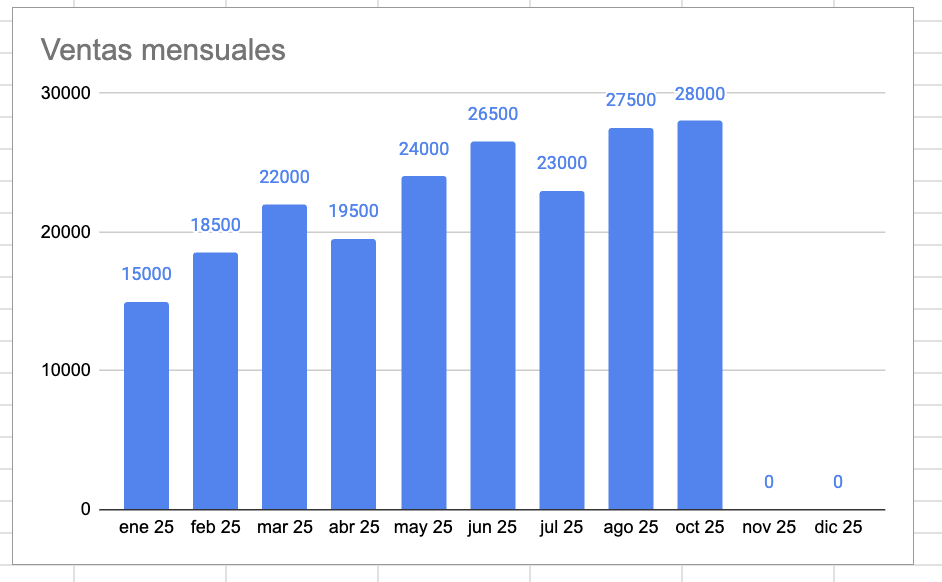 Ventas mensuales
30000
20000
10000
0
15000
18500
22000
19500
24000
26500
23000
27500
28000
0
0
ene 25
feb 25
mar 25
abr 25
may 25
jun 25
jul 25
ago 25
oct 25
nov 25
dic 25